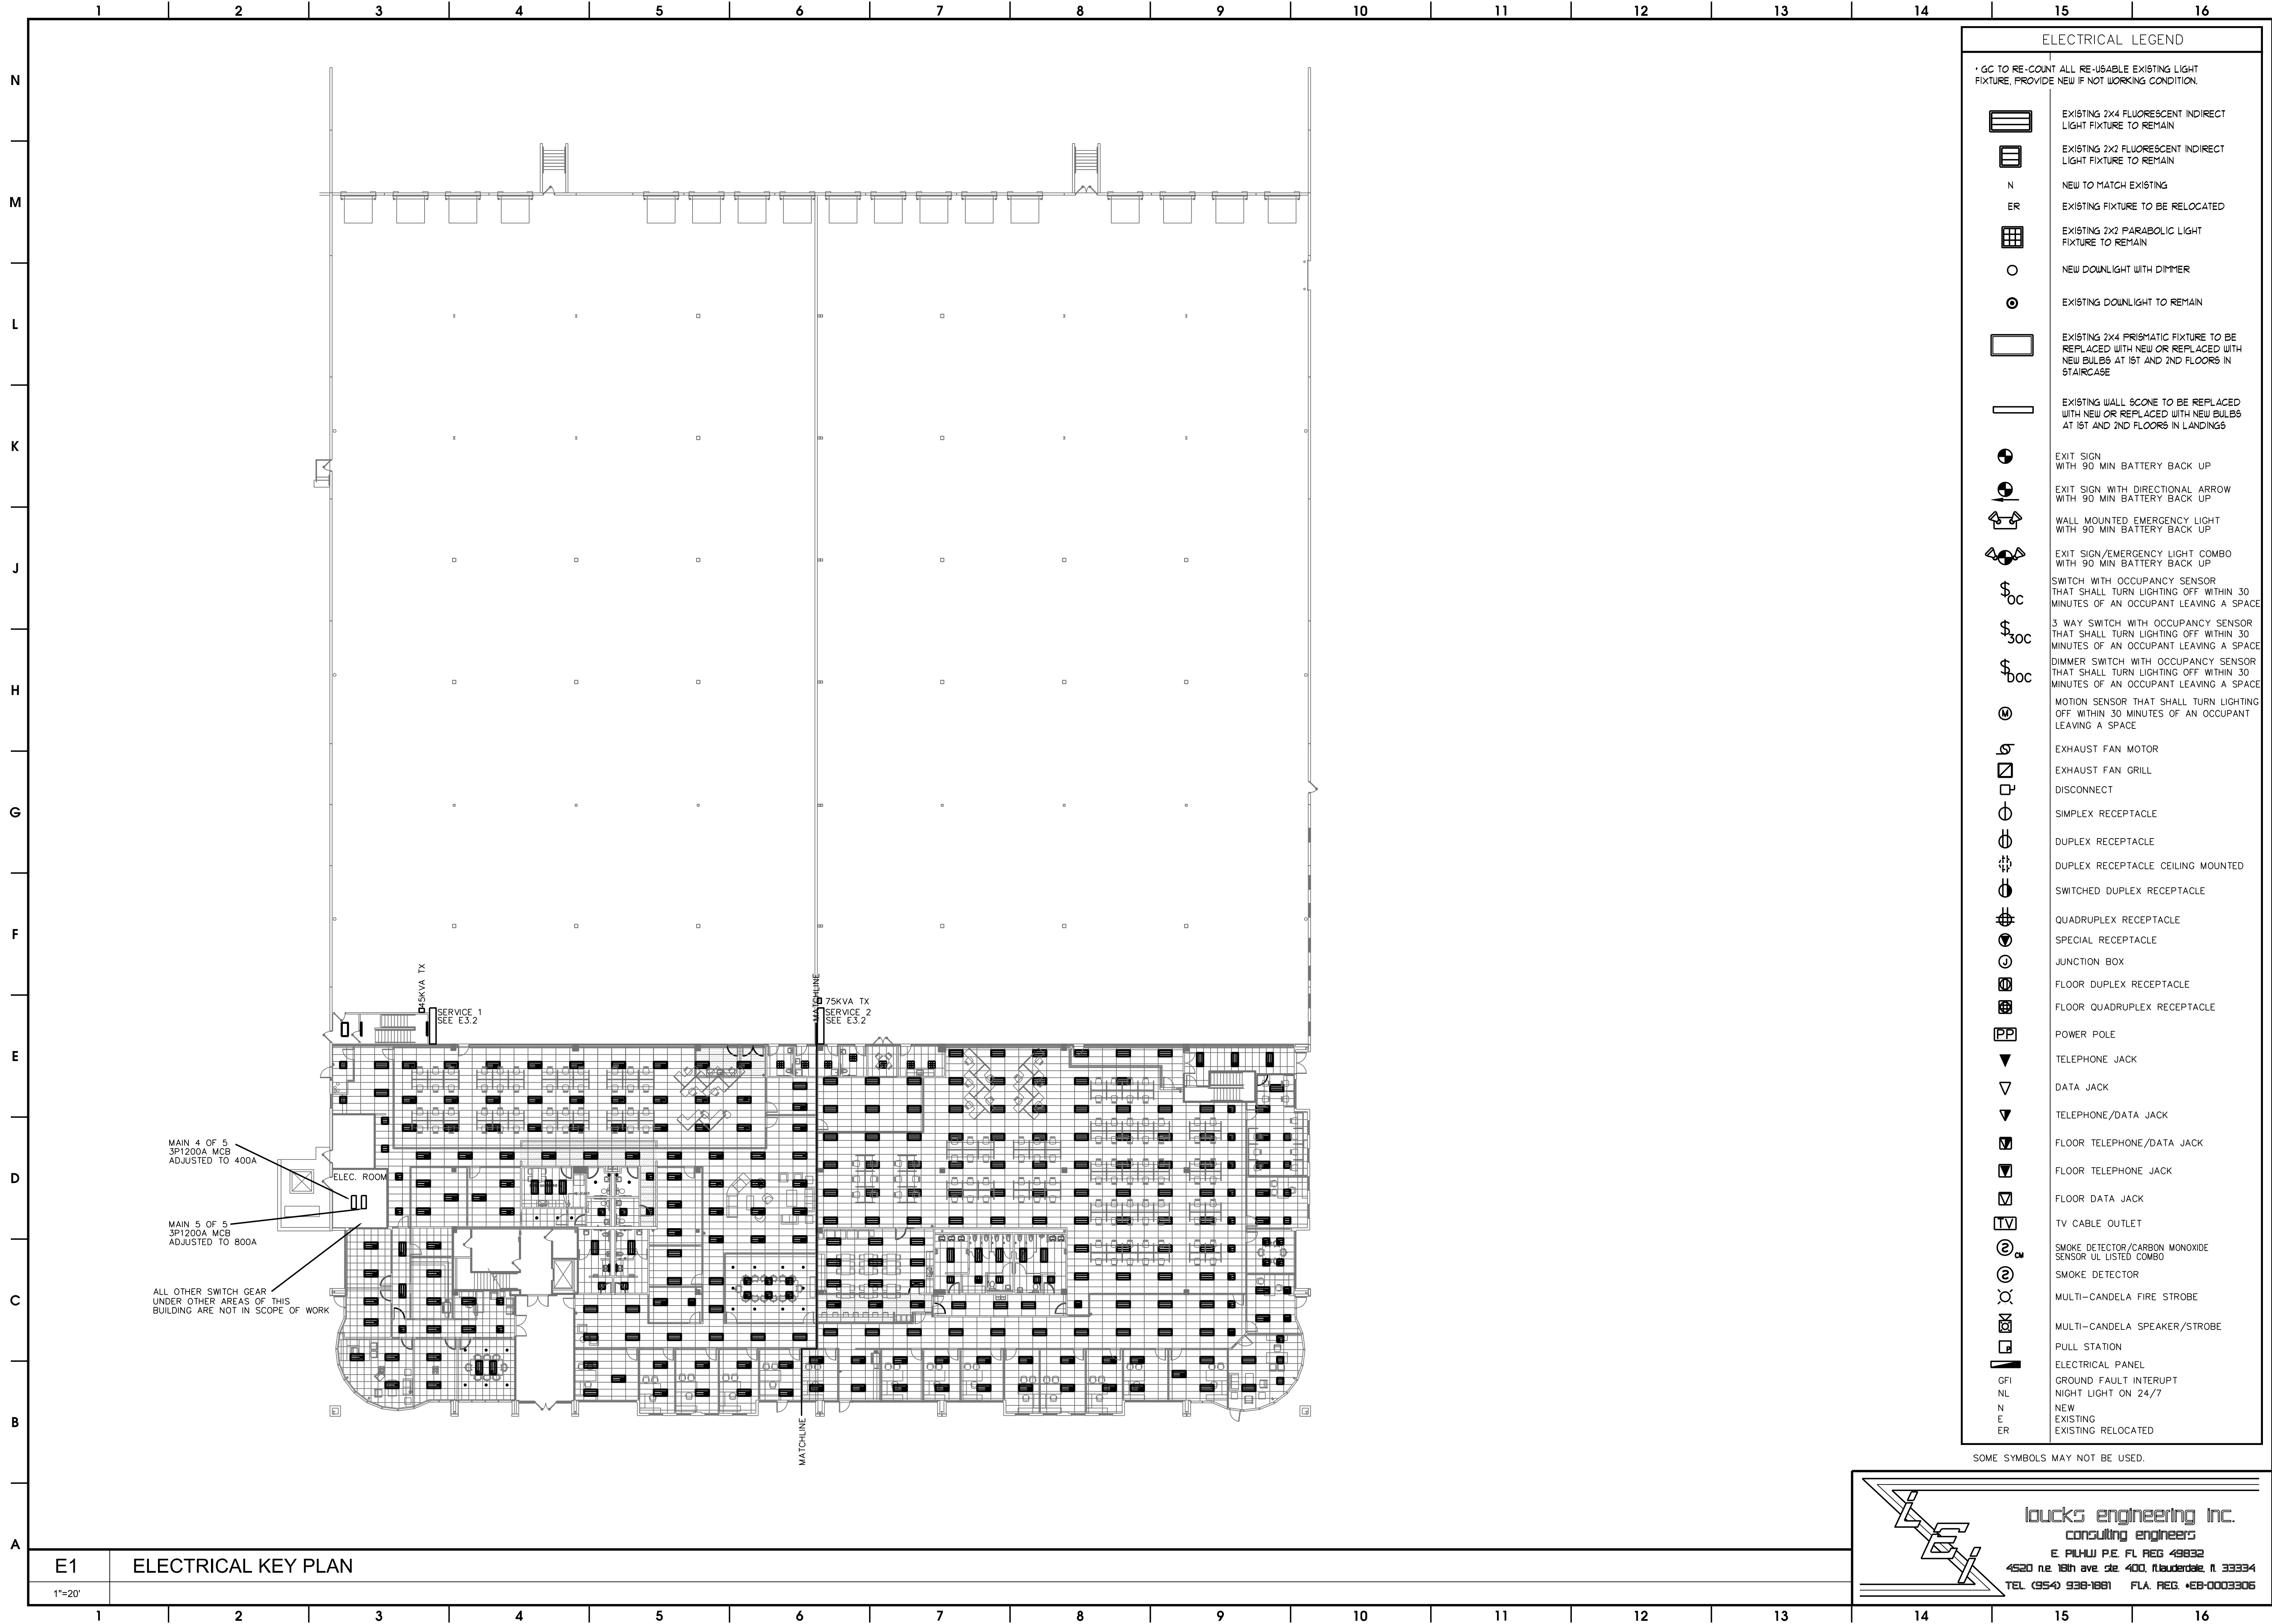 1 2 3 4 5 6 7 8 9 10 11 12 13 14 15 16
N
M
L
K
J
H
G
F
E
D
C
B
A
45KVA TX
SERVICE 1
SEE E3.2
MATCHLINE
75KVA TX
SERVICE 2
SEE E3.2
MAIN 4 OF 5
3P1200A MCB
ADJUSTED TO 400A
ELEC. ROOM
MAIN 5 OF 5
3P1200A MCB
ADJUSTED TO 800A
ALL OTHER SWITCH GEAR
UNDER OTHER AREAS OF THIS
BUILDING ARE NOT IN SCOPE OF WORK
MATCHLINE
ELECTRICAL LEGEND
* GC TO RE-COUNT ALL RE-USABLE EXISTING LIGHT
FIXTURE, PROVIDE NEW IF NOT WORKING CONDITION.
EXISTING 2X4 FLUORESCENT INDIRECT
LIGHT FIXTURE TO REMAIN
EXISTING 2X2 FLUORESCENT INDIRECT
LIGHT FIXTURE TO REMAIN
N NEW TO MATCH EXISTING
ER EXISTING FIXTURE TO BE RELOCATED
EXISTING 2X2 PARABOLIC LIGHT
FIXTURE TO REMAIN
NEW DOWNLIGHT WITH DIMMER
EXISTING DOWNLIGHT TO REMAIN
EXISTING 2X4 PRISMATIC FIXTURE TO BE
REPLACED WITH NEW OR REPLACED WITH
NEW BULBS AT 1ST AND 2ND FLOORS IN
STAIRCASE
EXISTING WALL SCONE TO BE REPLACED
WITH NEW OR REPLACED WITH NEW BULBS
AT 1ST AND 2ND FLOORS IN LANDINGS
EXIT SIGN
WITH 90 MIN BATTERY BACK UP
EXIT SIGN WITH DIRECTIONAL ARROW
WITH 90 MIN BATTERY BACK UP
WALL MOUNTED EMERGENCY LIGHT
WITH 90 MIN BATTERY BACK UP
EXIT SIGN/EMERGENCY LIGHT COMBO
WITH 90 MIN BATTERY BACK UP
$OC SWITCH WITH OCCUPANCY SENSOR
THAT SHALL TURN LIGHTING OFF WITHIN 30
MINUTES OF AN OCCUPANT LEAVING A SPACE
$3OC 3 WAY SWITCH WITH OCCUPANCY SENSOR
THAT SHALL TURN LIGHTING OFF WITHIN 30
MINUTES OF AN OCCUPANT LEAVING A SPACE
$DOC DIMMER SWITCH WITH OCCUPANCY SENSOR
THAT SHALL TURN LIGHTING OFF WITHIN 30
MINUTES OF AN OCCUPANT LEAVING A SPACE
M MOTION SENSOR THAT SHALL TURN LIGHTING
OFF WITHIN 30 MINUTES OF AN OCCUPANT
LEAVING A SPACE
EXHAUST FAN MOTOR
EXHAUST FAN GRILL
DISCONNECT
SIMPLEX RECEPTACLE
DUPLEX RECEPTACLE
DUPLEX RECEPTACLE CEILING MOUNTED
SWITCHED DUPLEX RECEPTACLE
QUADRUPLEX RECEPTACLE
SPECIAL RECEPTACLE
J JUNCTION BOX
FLOOR DUPLEX RECEPTACLE
FLOOR QUADRUPLEX RECEPTACLE
PP POWER POLE
TELEPHONE JACK
DATA JACK
TELEPHONE/DATA JACK
FLOOR TELEPHONE/DATA JACK
FLOOR TELEPHONE JACK
FLOOR DATA JACK
TV TV CABLE OUTLET
CM SMOKE DETECTOR/CARBON MONOXIDE
SENSOR UL LISTED COMBO
SMOKE DETECTOR
MULTI-CANDELA FIRE STROBE
MULTI-CANDELA SPEAKER/STROBE
P PULL STATION
ELECTRICAL PANEL
GFI GROUND FAULT INTERUPT
NL NIGHT LIGHT ON 24/7
N NEW
E EXISTING
ER EXISTING RELOCATED
SOME SYMBOLS MAY NOT BE USED.
LEi
loucks engineering inc.
consulting engineers
E. PILHUJ P.E. FL REG 49832
4520 n.e. 18th ave. ste. 400, ft.lauderdale, fl. 33334
TEL. (954) 938-1881 FLA. REG. #EB-0003306
E1 ELECTRICAL KEY PLAN
1"=20'
1 2 3 4 5 6 7 8 9 10 11 12 13 14 15 16